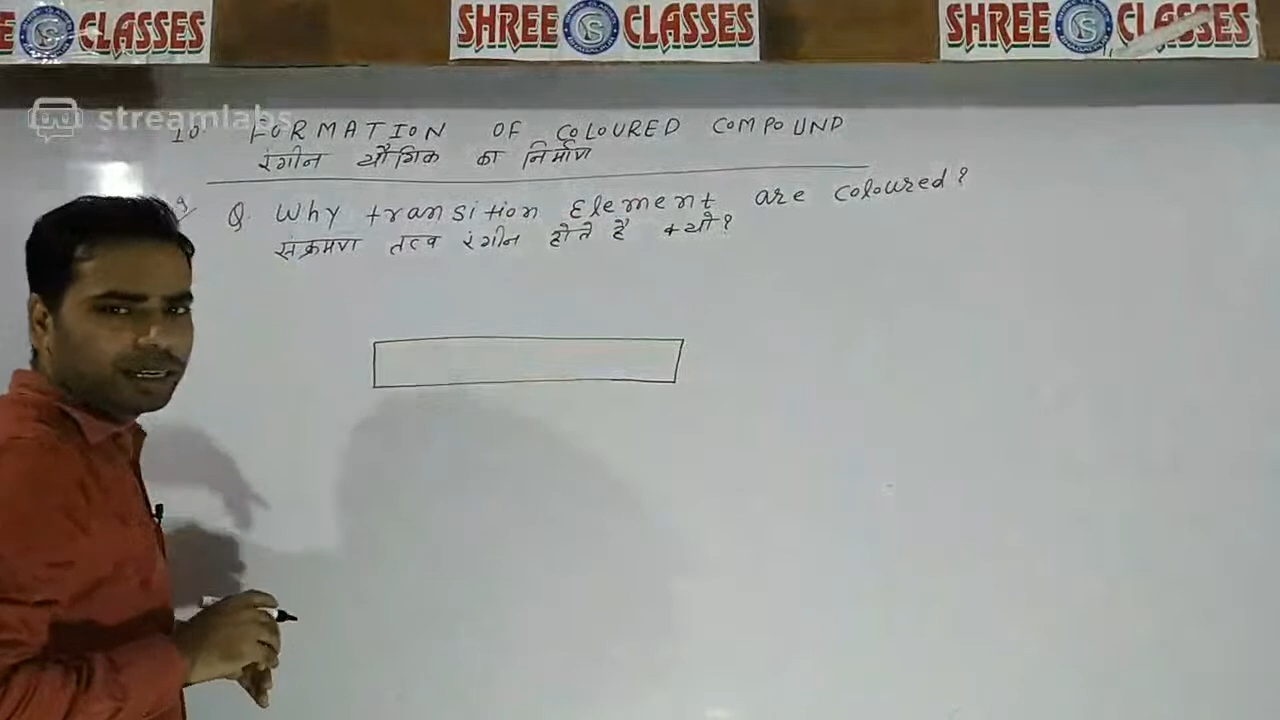 SHREE CLASSES
SHREE CLASSES
SHREE CLASSES
streamlabs
10. FORMATION OF COLOURED COMPOUND
रंगीन यौगिक का निर्माण
Q. Why transition Element are coloured?
संक्रमण तत्व रंगीन होते है क्यो?